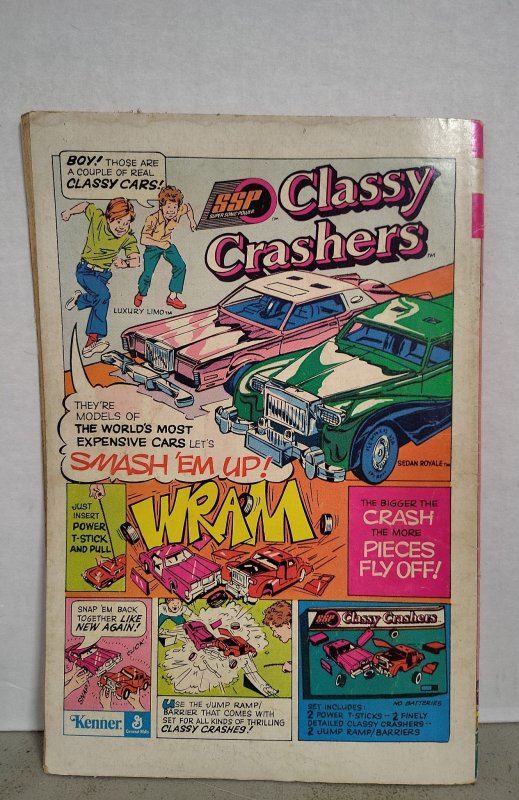 BOY! THOSE ARE
A COUPLE OF REAL
CLASSY CARS!
SSP
SUPER SONIC POWER
TM
Classy
Crashers TM
LUXURY LIMO TM
THEY'RE
MODELS OF
THE WORLD'S MOST
EXPENSIVE CARS LET'S
SMASH 'EM UP!
SEDAN ROYALE TM
JUST
INSERT
POWER
T-STICK
AND PULL
WRAM
THE BIGGER THE
CRASH
THE MORE
PIECES
FLY OFF!
SNAP 'EM BACK
TOGETHER LIKE
NEW AGAIN!
USE THE JUMP RAMP/
BARRIER THAT COMES WITH
SET FOR ALL KINDS OF THRILLING
CLASSY CRASHES!
SSP Classy Crashers
NO BATTERIES
SET INCLUDES:
2 POWER T-STICKS -- 2 FINELY
DETAILED CLASSY CRASHERS --
2 JUMP RAMP/BARRIERS
Kenner
General Mills